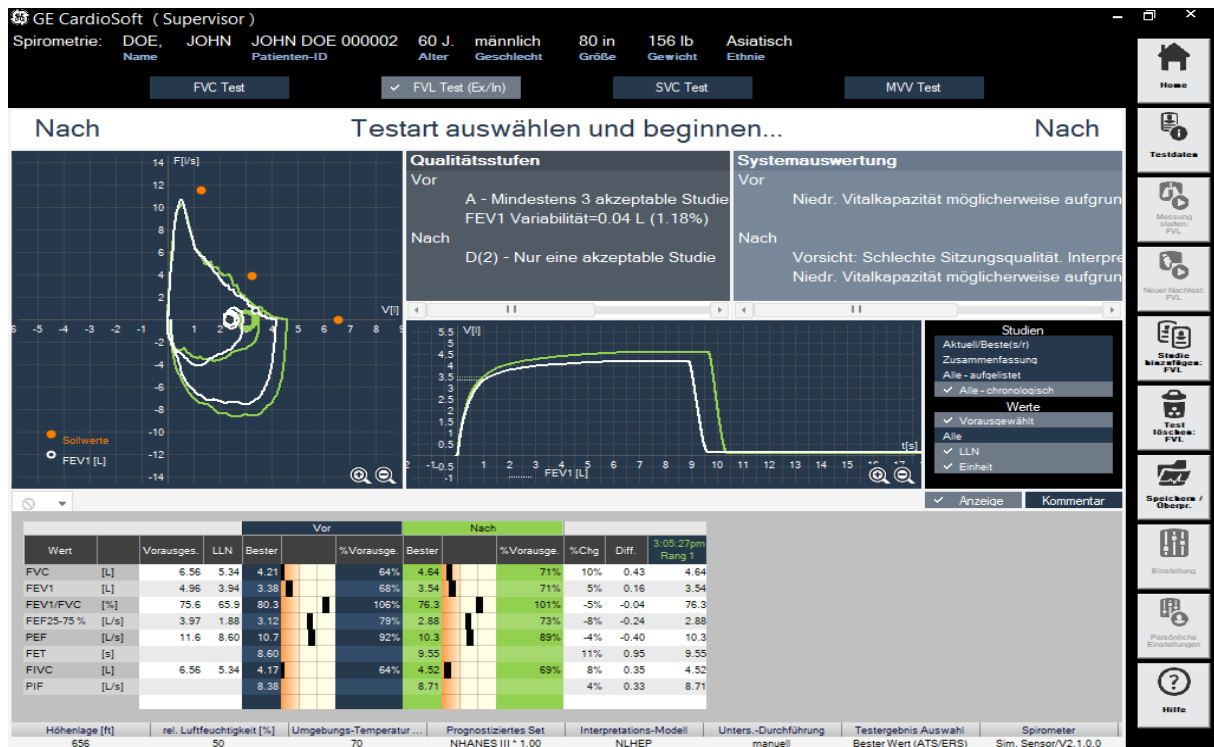 GE CardioSoft ( Supervisor )
Spirometrie: DOE, JOHN JOHN DOE 000002 60 J. männlich 80 in 156 lb Asiatisch
Name Patienten-ID Alter Geschlecht Größe Gewicht Ethnie
FVC Test ✓ FVL Test (Ex/In) SVC Test MVV Test
Nach Testart auswählen und beginnen... Nach
14 F[l/s]
12
10
8
6
4
2
V[l]
-5 -4 -3 -2 -1 1 2 4 5 6 7 8
-2
-4
-6
-8
-10
-12
-14
Sollwerte
FEV1 [L]
Qualitätsstufen
Vor
A - Mindestens 3 akzeptable Studie
FEV1 Variabilität=0.04 L (1.18%)
Nach
D(2) - Nur eine akzeptable Studie
Systemauswertung
Vor
Niedr. Vitalkapazität möglicherweise aufgrun
Nach
Vorsicht: Schlechte Sitzungsqualität. Interpre
Niedr. Vitalkapazität möglicherweise aufgrun
5.5 V[l]
5
4.5
4
3.5
3
2.5
2
1.5
1
0.5
t[s]
-1 -0.5 1 2 3 4 5 6 7 8 9 10 11 12 13 14 15
-1
FEV1 [L]
Studien
Aktuell/Beste(s/r)
Zusammenfassung
Alle - aufgelistet
✓ Alle - chronologisch
Werte
✓ Vorausgewählt
Alle
✓ LLN
✓ Einheit
✓ Anzeige Kommentar
Vor Nach
Wert Vorausges. LLN Bester %Vorausge. Bester %Vorausge. %Chg Diff. 3:05:27pm
Rang 1
FVC [L] 6.56 5.34 4.21 64% 4.64 71% 10% 0.43 4.64
FEV1 [L] 4.96 3.94 3.38 68% 3.54 71% 5% 0.16 3.54
FEV1/FVC [%] 75.6 65.9 80.3 106% 76.3 101% -5% -0.04 76.3
FEF25-75 % [L/s] 3.97 1.88 3.12 79% 2.88 73% -8% -0.24 2.88
PEF [L/s] 11.6 8.60 10.7 92% 10.3 89% -4% -0.40 10.3
FET [s] 8.60 9.55 11% 0.95 9.55
FIVC [L] 6.56 5.34 4.17 64% 4.52 69% 8% 0.35 4.52
PIF [L/s] 8.38 8.71 4% 0.33 8.71
Höhenlage [ft] rel. Luftfeuchtigkeit [%] Umgebungs-Temperatur ... Prognostiziertes Set Interpretations-Modell Unters.-Durchführung Testergebnis Auswahl Spirometer
656 50 70 NHANES III * 1.00 NLHEP manuell Bester Wert (ATS/ERS) Sim. Sensor/V2.1.0.0
Home
Testdaten
Messung
starten:
FVL
Neuer Nachtest:
FVL
Studie
hinzufügen:
FVL
Test
löschen:
FVL
Speichern /
Überpr.
Einstellung
Persönliche
Einstellungen
Hilfe